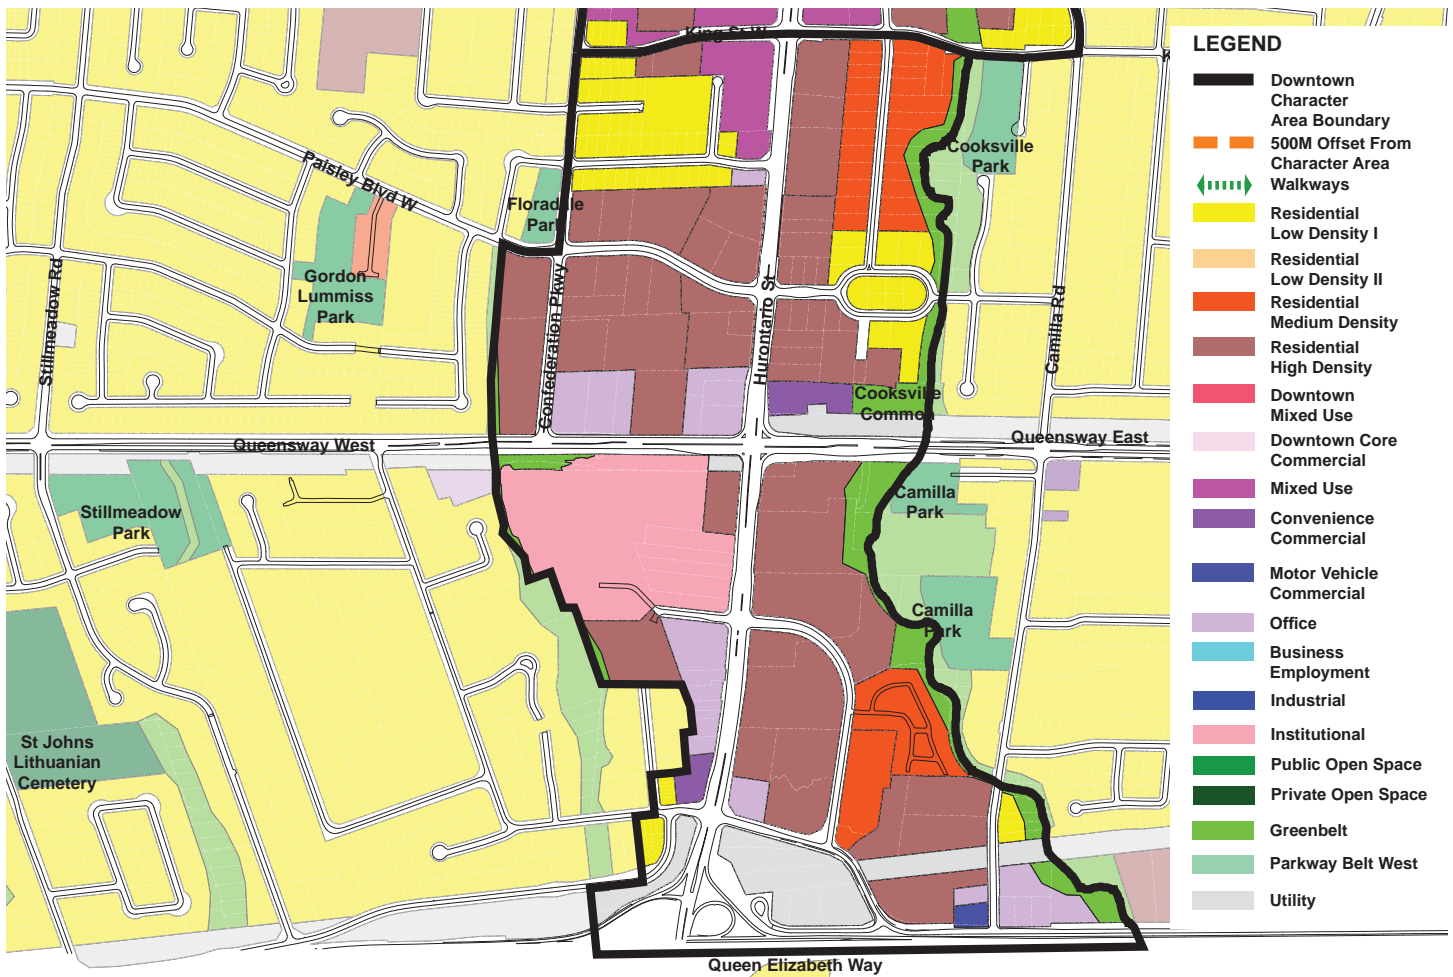 King St W
K
Cooksville
Park
Paisley Blvd W
Floradale
Park
Gordon
Lummiss
Park
Stillmeadow Rd
Confederation Pkwy
Hurontario St
Camilla Rd
Cooksville
Common
Queensway West
Queensway East
Stillmeadow
Park
Camilla
Park
Camilla
Park
St Johns
Lithuanian
Cemetery
Queen Elizabeth Way
LEGEND
Downtown
Character
Area Boundary
500M Offset From
Character Area
Walkways
Residential
Low Density I
Residential
Low Density II
Residential
Medium Density
Residential
High Density
Downtown
Mixed Use
Downtown Core
Commercial
Mixed Use
Convenience
Commercial
Motor Vehicle
Commercial
Office
Business
Employment
Industrial
Institutional
Public Open Space
Private Open Space
Greenbelt
Parkway Belt West
Utility